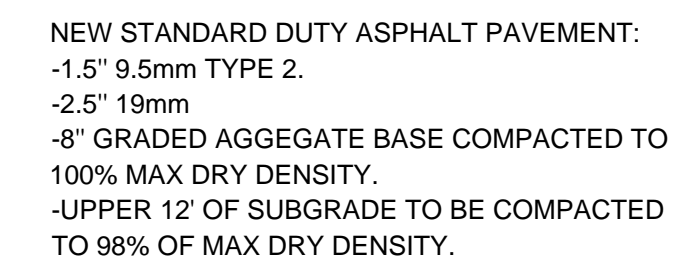 NEW STANDARD DUTY ASPHALT PAVEMENT:
-1.5" 9.5mm TYPE 2.
-2.5" 19mm
-8" GRADED AGGEGATE BASE COMPACTED TO
100% MAX DRY DENSITY.
-UPPER 12' OF SUBGRADE TO BE COMPACTED
TO 98% OF MAX DRY DENSITY.